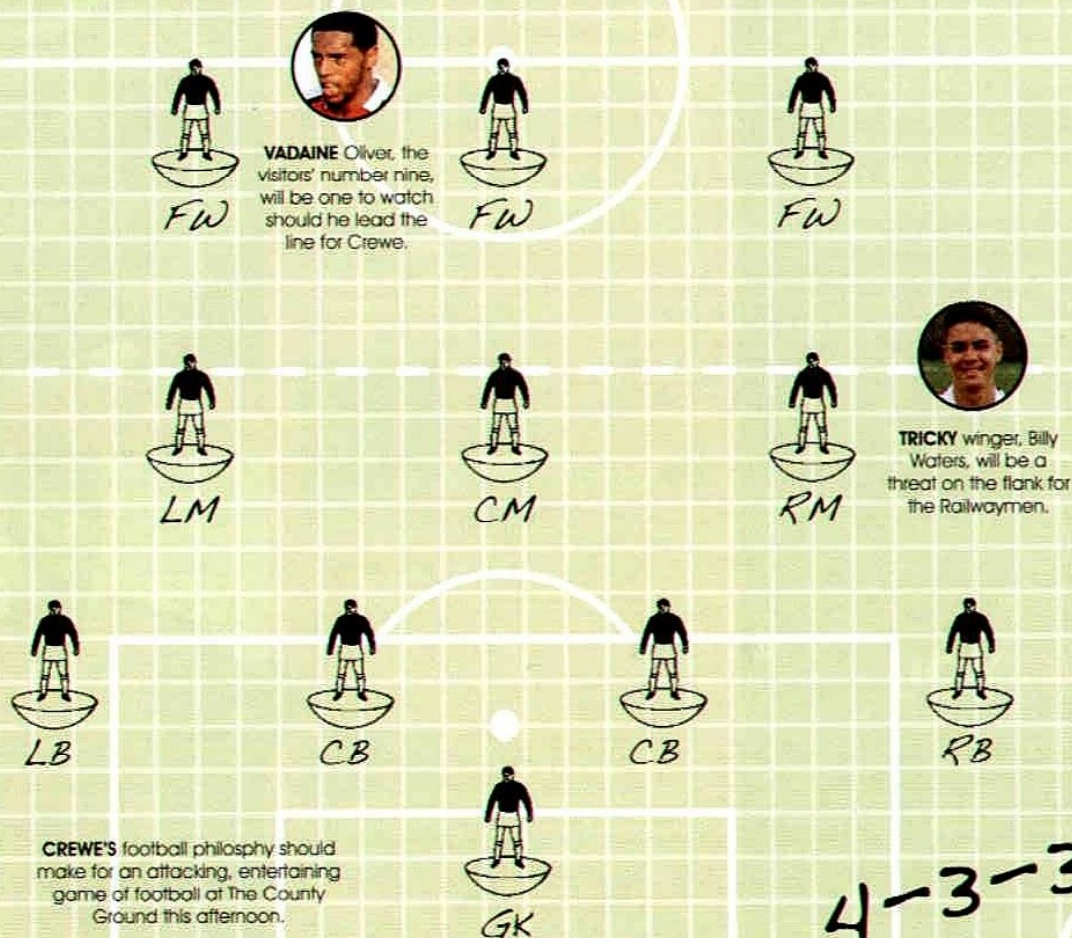 VADAINE Oliver, the
visitors' number nine,
will be one to watch
should he lead the
line for Crewe.
FW
FW
FW
TRICKY winger, Billy
Waters, will be a
threat on the flank for
the Railwaymen.
LM
CM
RM
LB
CB
CB
RB
CREWE'S football philosphy should
make for an attacking, entertaining
game of football at The County
Ground this afternoon.
GK
4-3-3